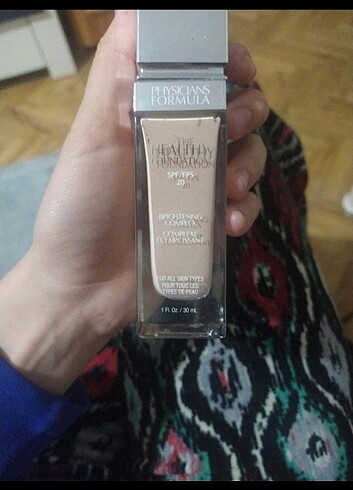 PHYSICIANS
FORMULA
THE
HEALTHY
FOUNDATION
SPF/FPS
20
BRIGHTENING
COMPLEX
COMPLEXE
ÉCLAIRCISSANT
FOR ALL SKIN TYPES
POUR TOUS LES
TYPES DE PEAU
1 Fl. Oz. / 30 mL